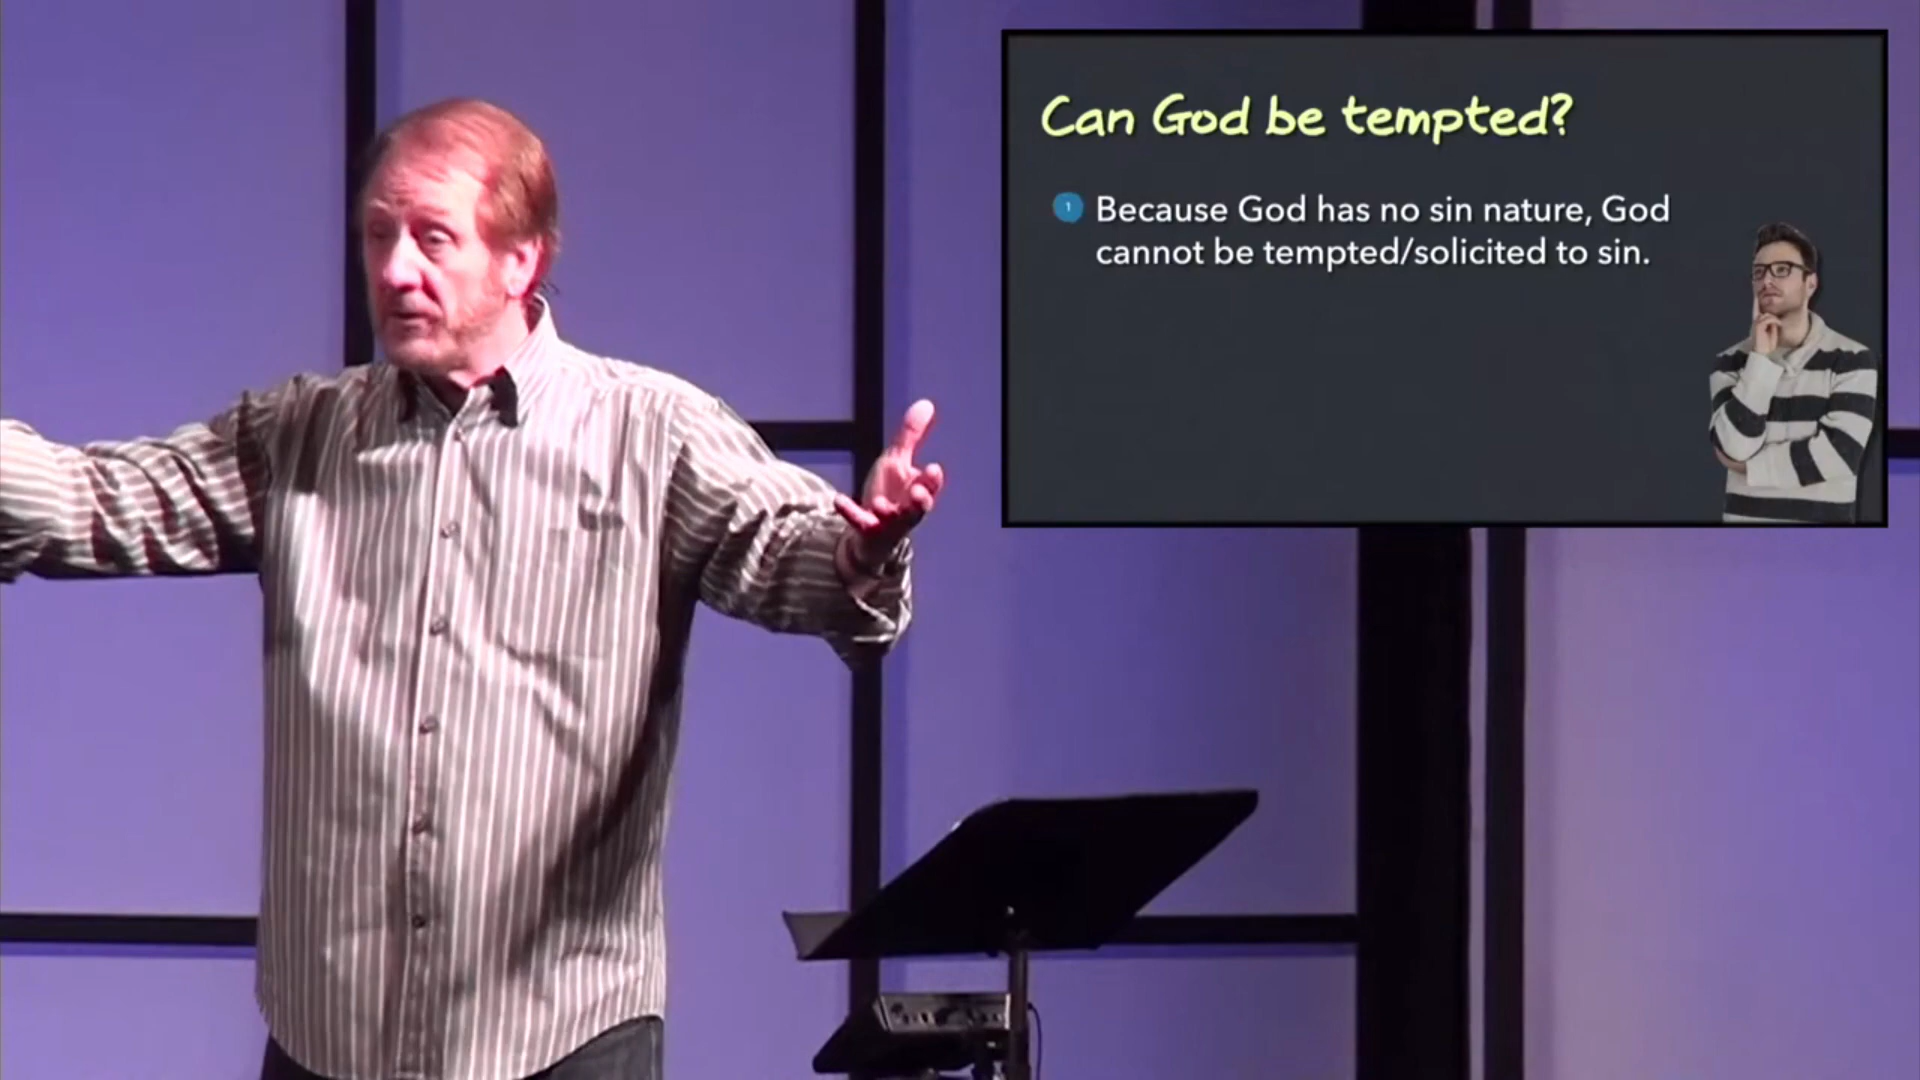 Can God be tempted?
1 Because God has no sin nature, God
cannot be tempted/solicited to sin.